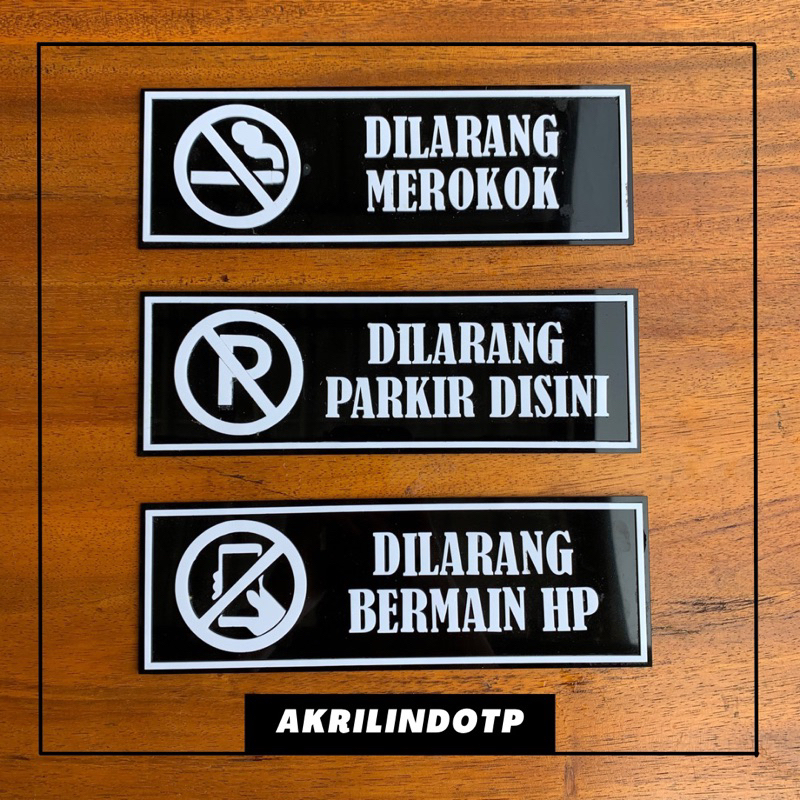 DILARANG
MEROKOK
P
DILARANG
PARKIR DISINI
DILARANG
BERMAIN HP
AKRILINDOTP